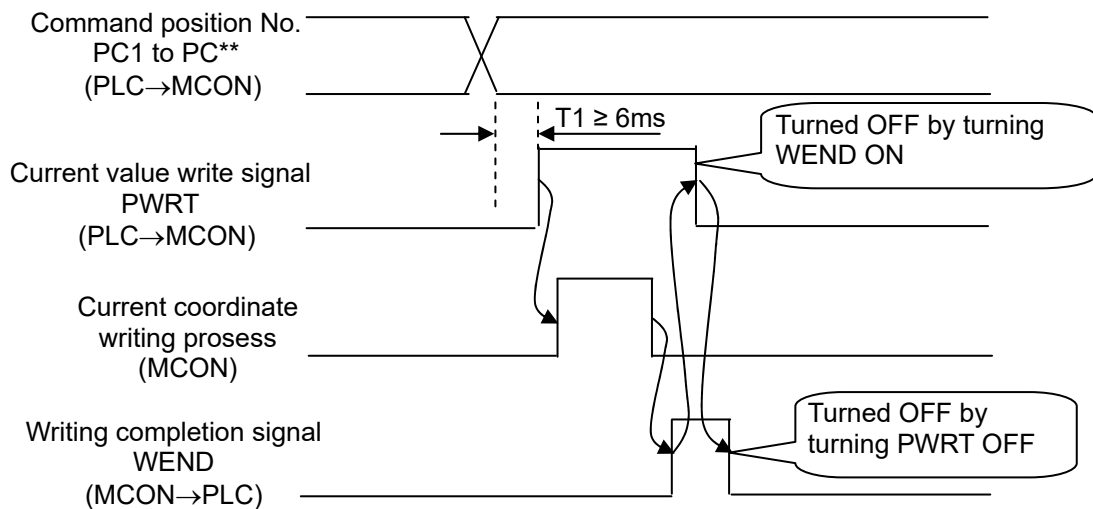 Command position No.
PC1 to PC**
(PLC→MCON)
T1 ≥ 6ms
Turned OFF by turning
WEND ON
Current value write signal
PWRT
(PLC→MCON)
Current coordinate
writing prosess
(MCON)
Turned OFF by
turning PWRT OFF
Writing completion signal
WEND
(MCON→PLC)